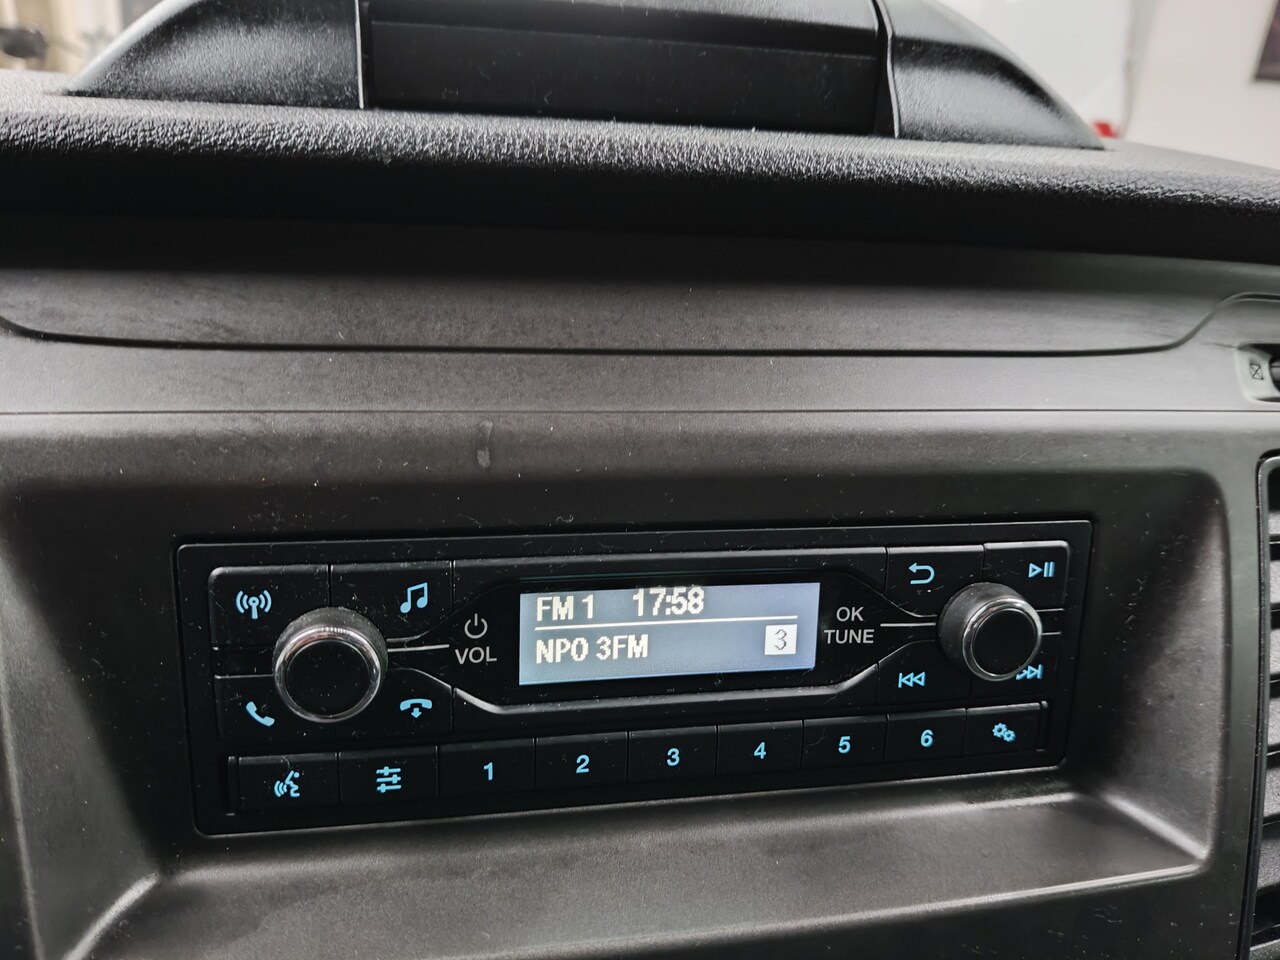 FM 1 17:58
NPO 3FM 3
VOL
OK
TUNE
1 2 3 4 5 6